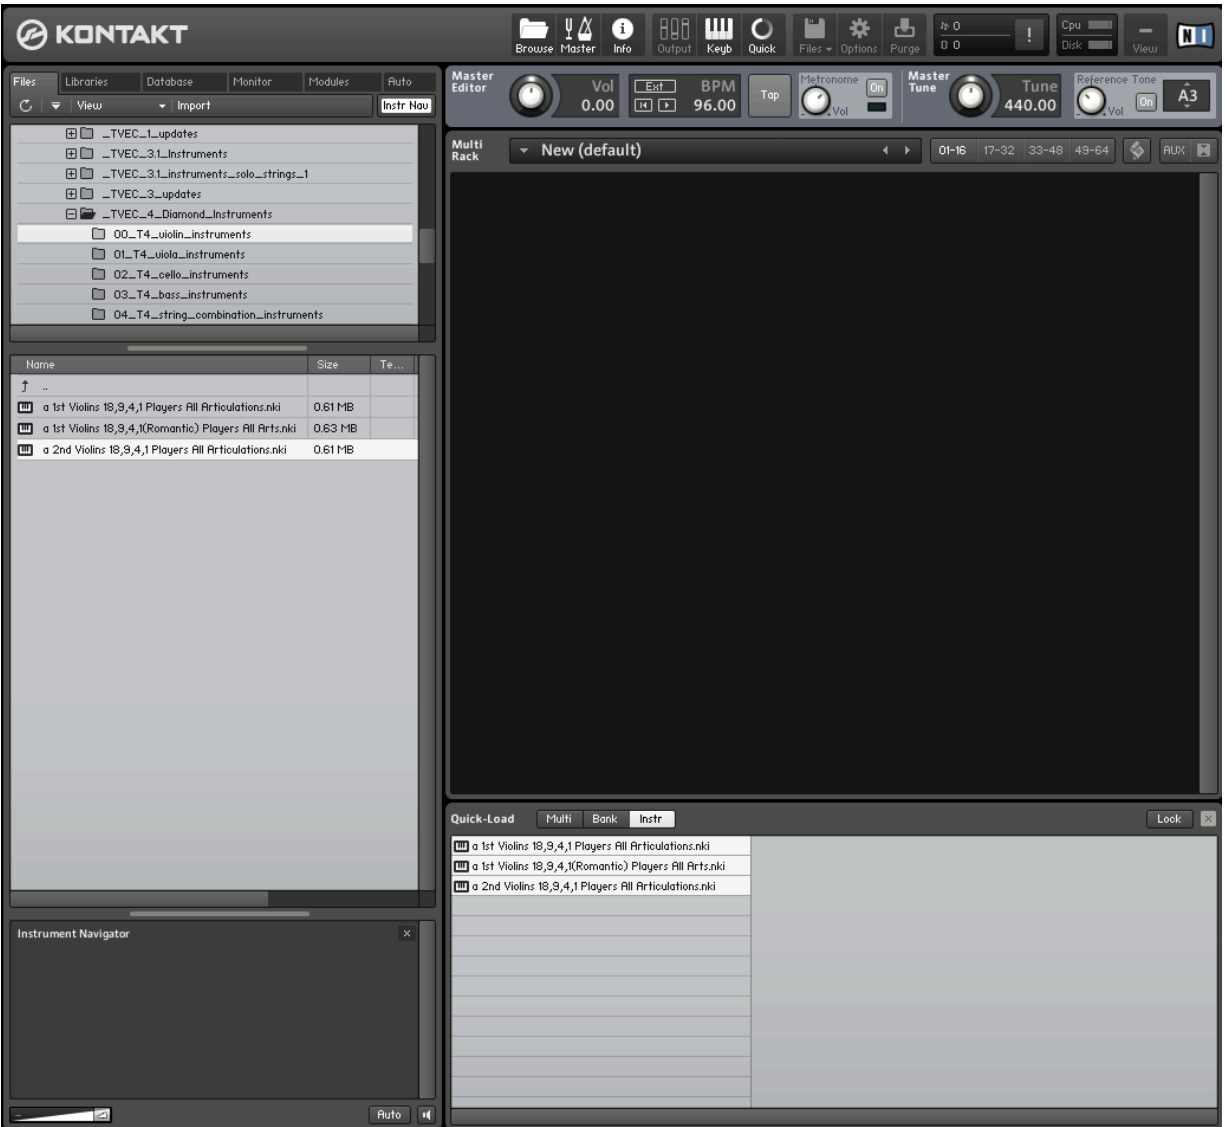 KONTAKT
Browse Master Info Output Keyb Quick Files Options Purge 0 0 ! Cpu Disk View NI
Files Libraries Database Monitor Modules Auto
View Import Instr Nav
_TVEC_1_updates
_TVEC_3.1_Instruments
_TVEC_3.1_instruments_solo_strings_1
_TVEC_3_updates
_TVEC_4_Diamond_Instruments
00_T4_violin_instruments
01_T4_viola_instruments
02_T4_cello_instruments
03_T4_bass_instruments
04_T4_string_combination_instruments
Name Size Te...
..
a 1st Violins 18,9,4,1 Players All Articulations.nki 0.61 MB
a 1st Violins 18,9,4,1(Romantic) Players All Arts.nki 0.63 MB
a 2nd Violins 18,9,4,1 Players All Articulations.nki 0.61 MB
Instrument Navigator
Auto
Master Editor
Vol 0.00
Ext BPM 96.00
Tap
Metronome On Vol
Master Tune
Tune 440.00
Reference Tone On Vol A3
Multi Rack
New (default) 01-16 17-32 33-48 49-64 AUX
Quick-Load Multi Bank Instr Lock
a 1st Violins 18,9,4,1 Players All Articulations.nki
a 1st Violins 18,9,4,1(Romantic) Players All Arts.nki
a 2nd Violins 18,9,4,1 Players All Articulations.nki